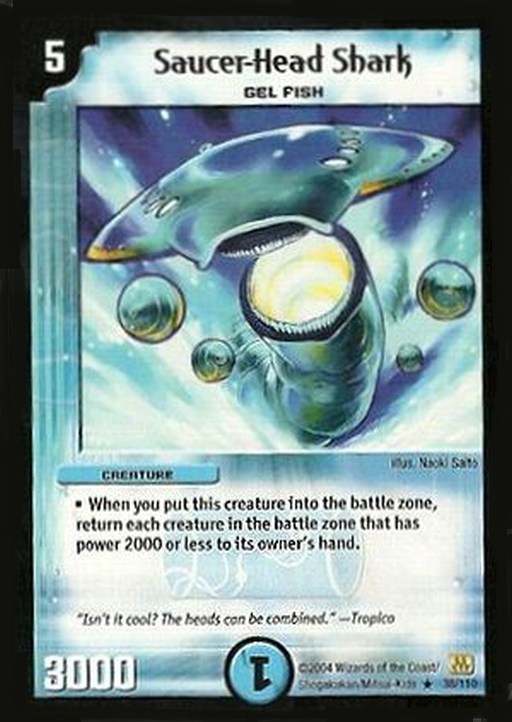 5
Saucer-Head Shark
GEL FISH
illus. Naoki Saito
CREATURE
• When you put this creature into the battle zone,
return each creature in the battle zone that has
power 2000 or less to its owner's hand.
"Isn't it cool? The heads can be combined." —Tropico
3000
1
©2004 Wizards of the Coast/
Shogakukan/Mitsui-Kids ★ 38/110